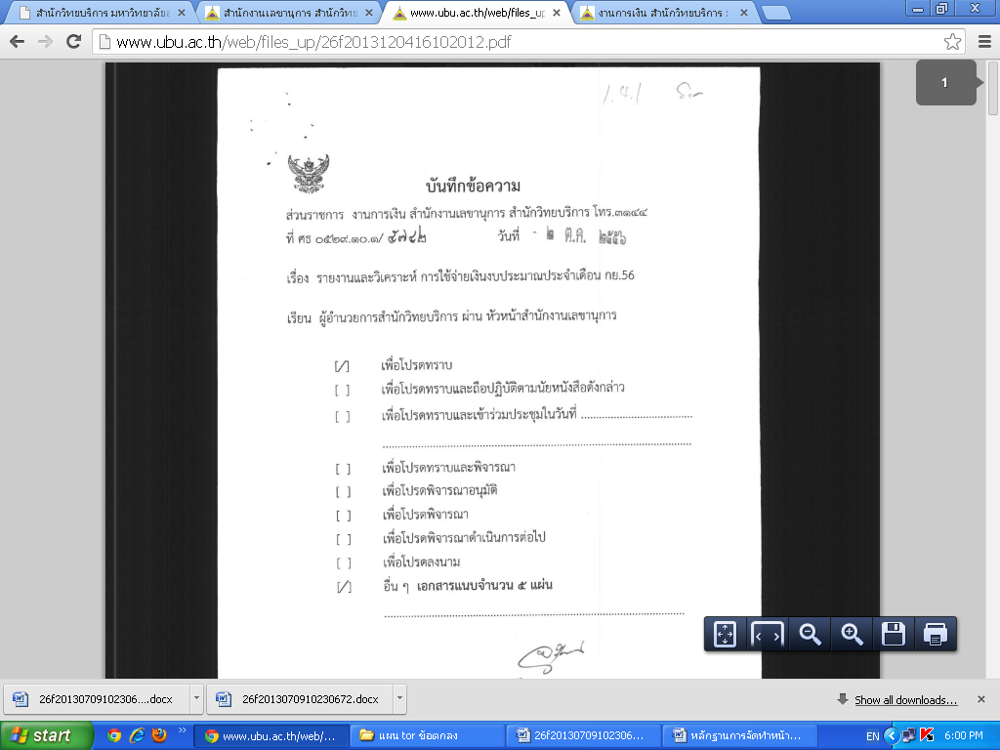 สำนักวิทยบริการ มหาวิทยาลัยอ
สำนักงานเลขานุการ สำนักวิทย
www.ubu.ac.th/web/files_up
งานการเงิน สำนักวิทยบริการ
www.ubu.ac.th/web/files_up/26f2013120416102012.pdf
1
บันทึกข้อความ
ส่วนราชการ งานการเงิน สำนักงานเลขานุการ สำนักวิทยบริการ โทร.๓๑๔๔
ที่ ศธ ๐๕๒๙.๑๐.๑/ ๕๗๘๒ วันที่ - ๒ ต.ค. ๒๕๕๖
เรื่อง รายงานและวิเคราะห์ การใช้จ่ายเงินงบประมาณประจำเดือน กย.56
เรียน ผู้อำนวยการสำนักวิทยบริการ ผ่าน หัวหน้าสำนักงานเลขานุการ
[/] เพื่อโปรดทราบ
[ ] เพื่อโปรดทราบและถือปฏิบัติตามนัยหนังสือดังกล่าว
[ ] เพื่อโปรดทราบและเข้าร่วมประชุมในวันที่ ....................................
....................................................................................................
[ ] เพื่อโปรดทราบและพิจารณา
[ ] เพื่อโปรดพิจารณาอนุมัติ
[ ] เพื่อโปรดพิจารณา
[ ] เพื่อโปรดพิจารณาดำเนินการต่อไป
[ ] เพื่อโปรดลงนาม
[/] อื่น ๆ เอกสารแนบจำนวน ๕ แผ่น
....................................................................................................
26f20130709102306....docx
26f2013070910230672.docx
Show all downloads...
start
www.ubu.ac.th/web/...
แผน tor ข้อตกลง
26f20130709102306...
หลักฐานการจัดทำหน้า...
EN
6:00 PM